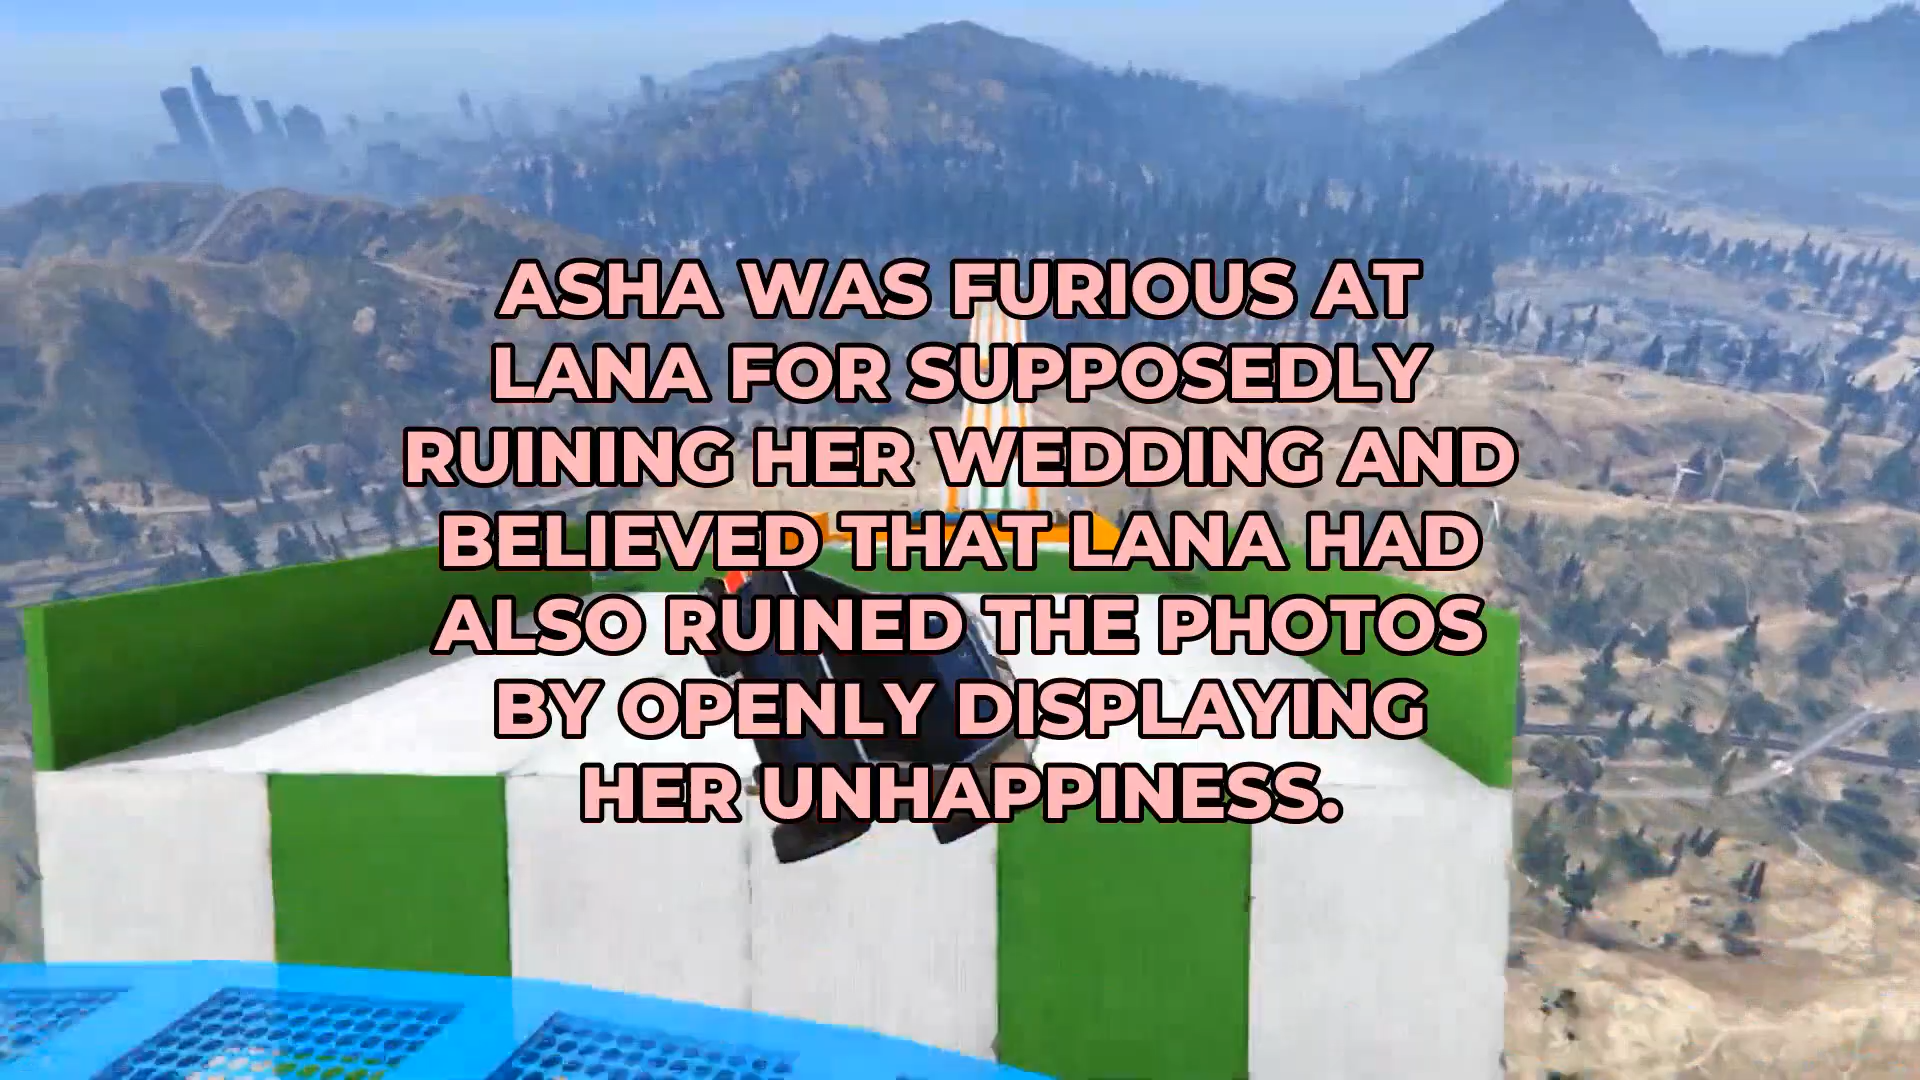 ASHA WAS FURIOUS AT
LANA FOR SUPPOSEDLY
RUINING HER WEDDING AND
BELIEVED THAT LANA HAD
ALSO RUINED THE PHOTOS
BY OPENLY DISPLAYING
HER UNHAPPINESS.